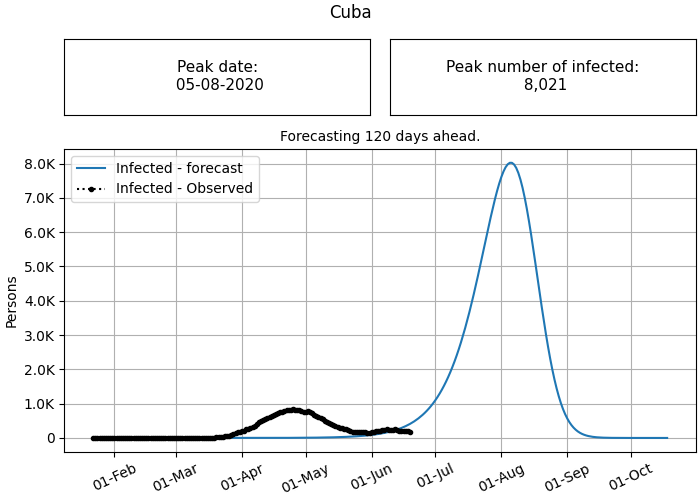 Cuba
Peak date:
05-08-2020
Peak number of infected:
8,021
Forecasting 120 days ahead.
Infected - forecast
Infected - Observed
8.0K
7.0K
6.0K
5.0K
4.0K
3.0K
2.0K
1.0K
0
Persons
01-Feb
01-Mar
01-Apr
01-May
01-Jun
01-Jul
01-Aug
01-Sep
01-Oct